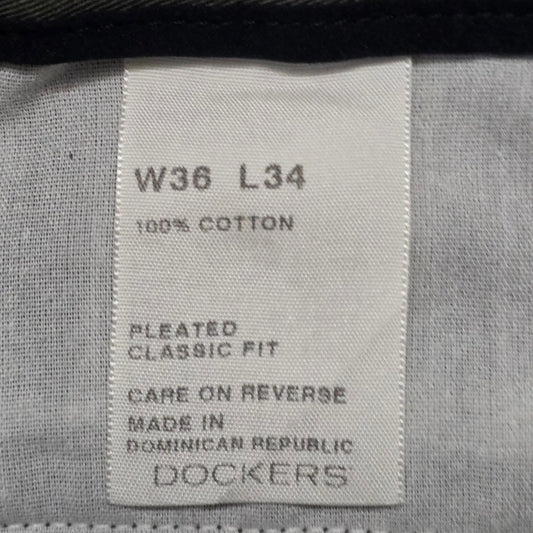 W36 L34
100% COTTON
PLEATED
CLASSIC FIT
CARE ON REVERSE
MADE IN
DOMINICAN REPUBLIC
DOCKERS